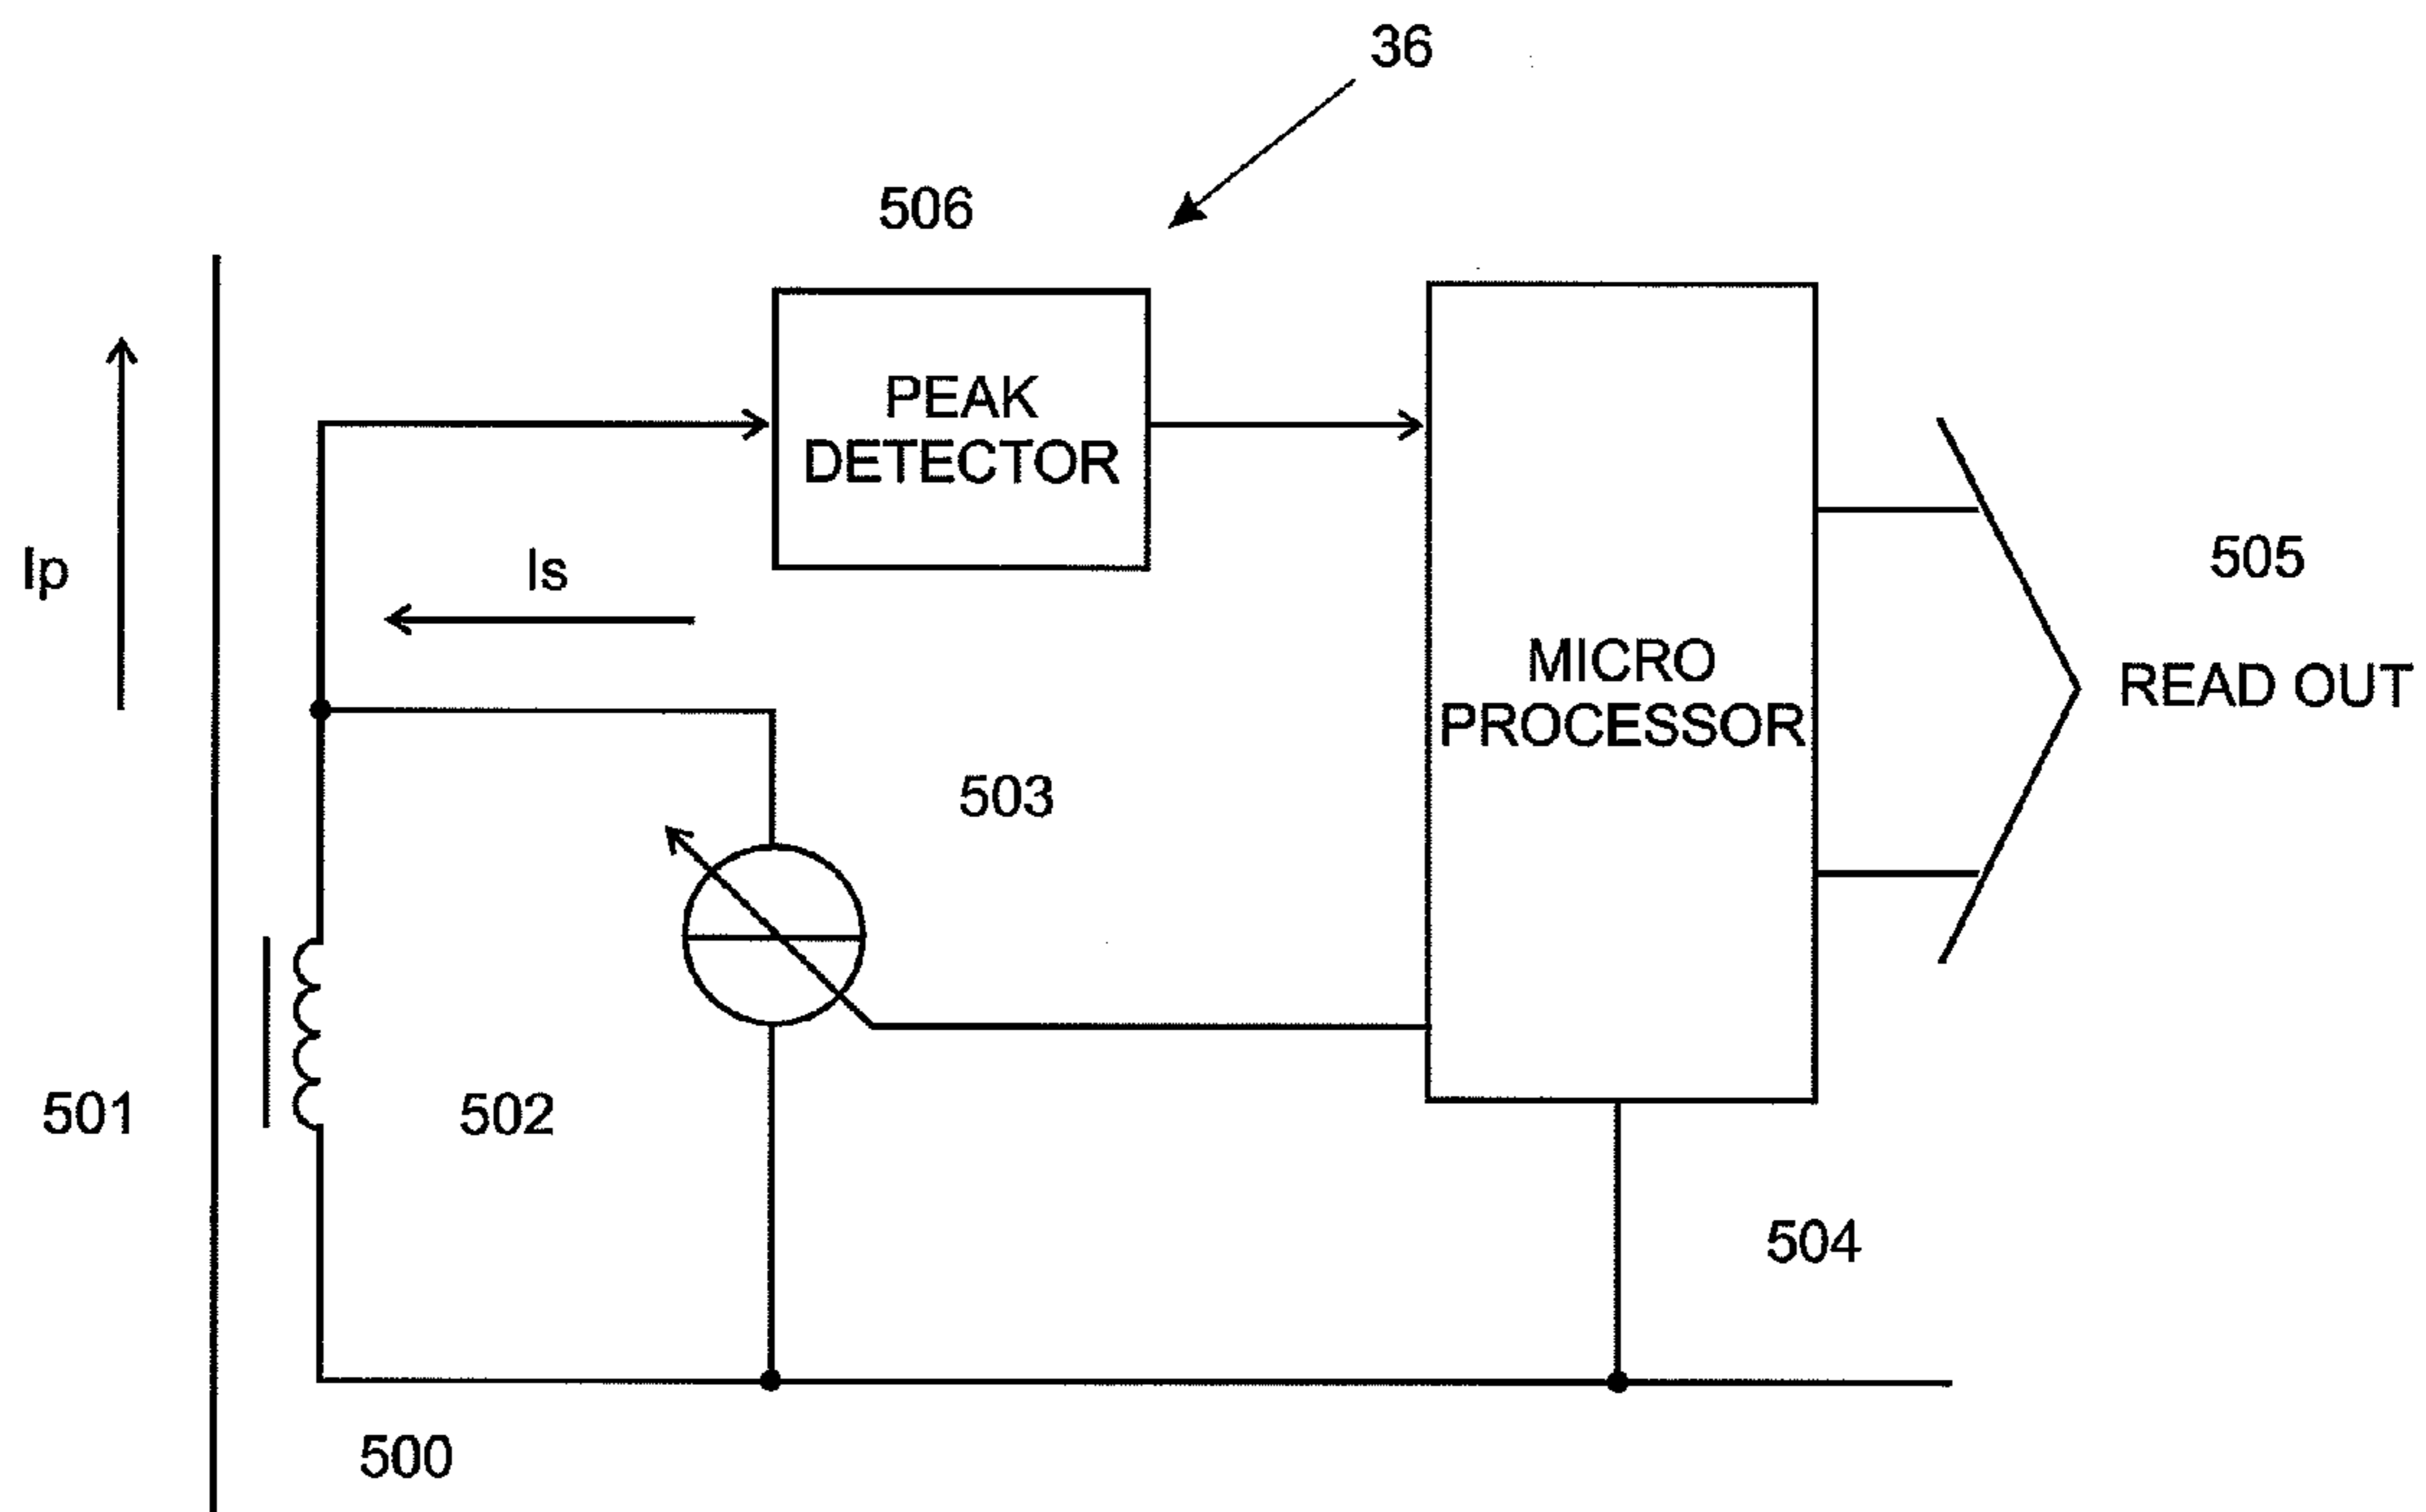 36
506
PEAK
DETECTOR
Ip
Is
505
MICRO
PROCESSOR
READ OUT
503
501
502
504
500